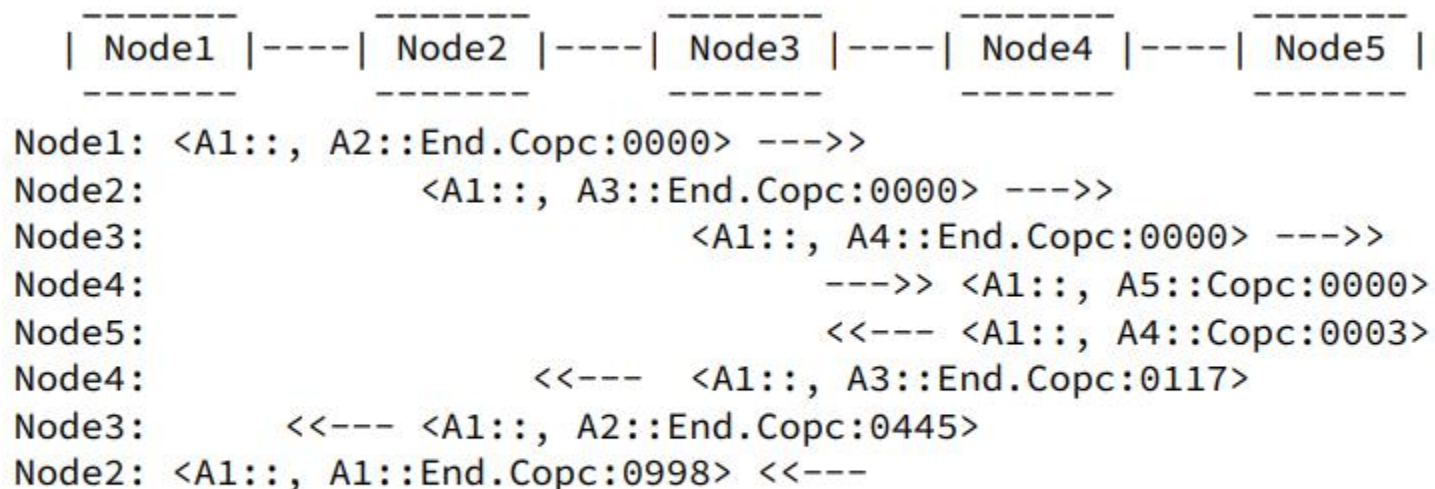 -------     -------     -------     -------     -------
| Node1 |----| Node2 |----| Node3 |----| Node4 |----| Node5 |
 -------     -------     -------     -------     -------
Node1: <A1::, A2::End.Copc:0000> --->>
Node2: <A1::, A3::End.Copc:0000> --->>
Node3: <A1::, A4::End.Copc:0000> --->>
Node4: --->> <A1::, A5::Copc:0000>
Node5: <<--- <A1::, A4::Copc:0003>
Node4: <<--- <A1::, A3::End.Copc:0117>
Node3: <<--- <A1::, A2::End.Copc:0445>
Node2: <A1::, A1::End.Copc:0998> <<---